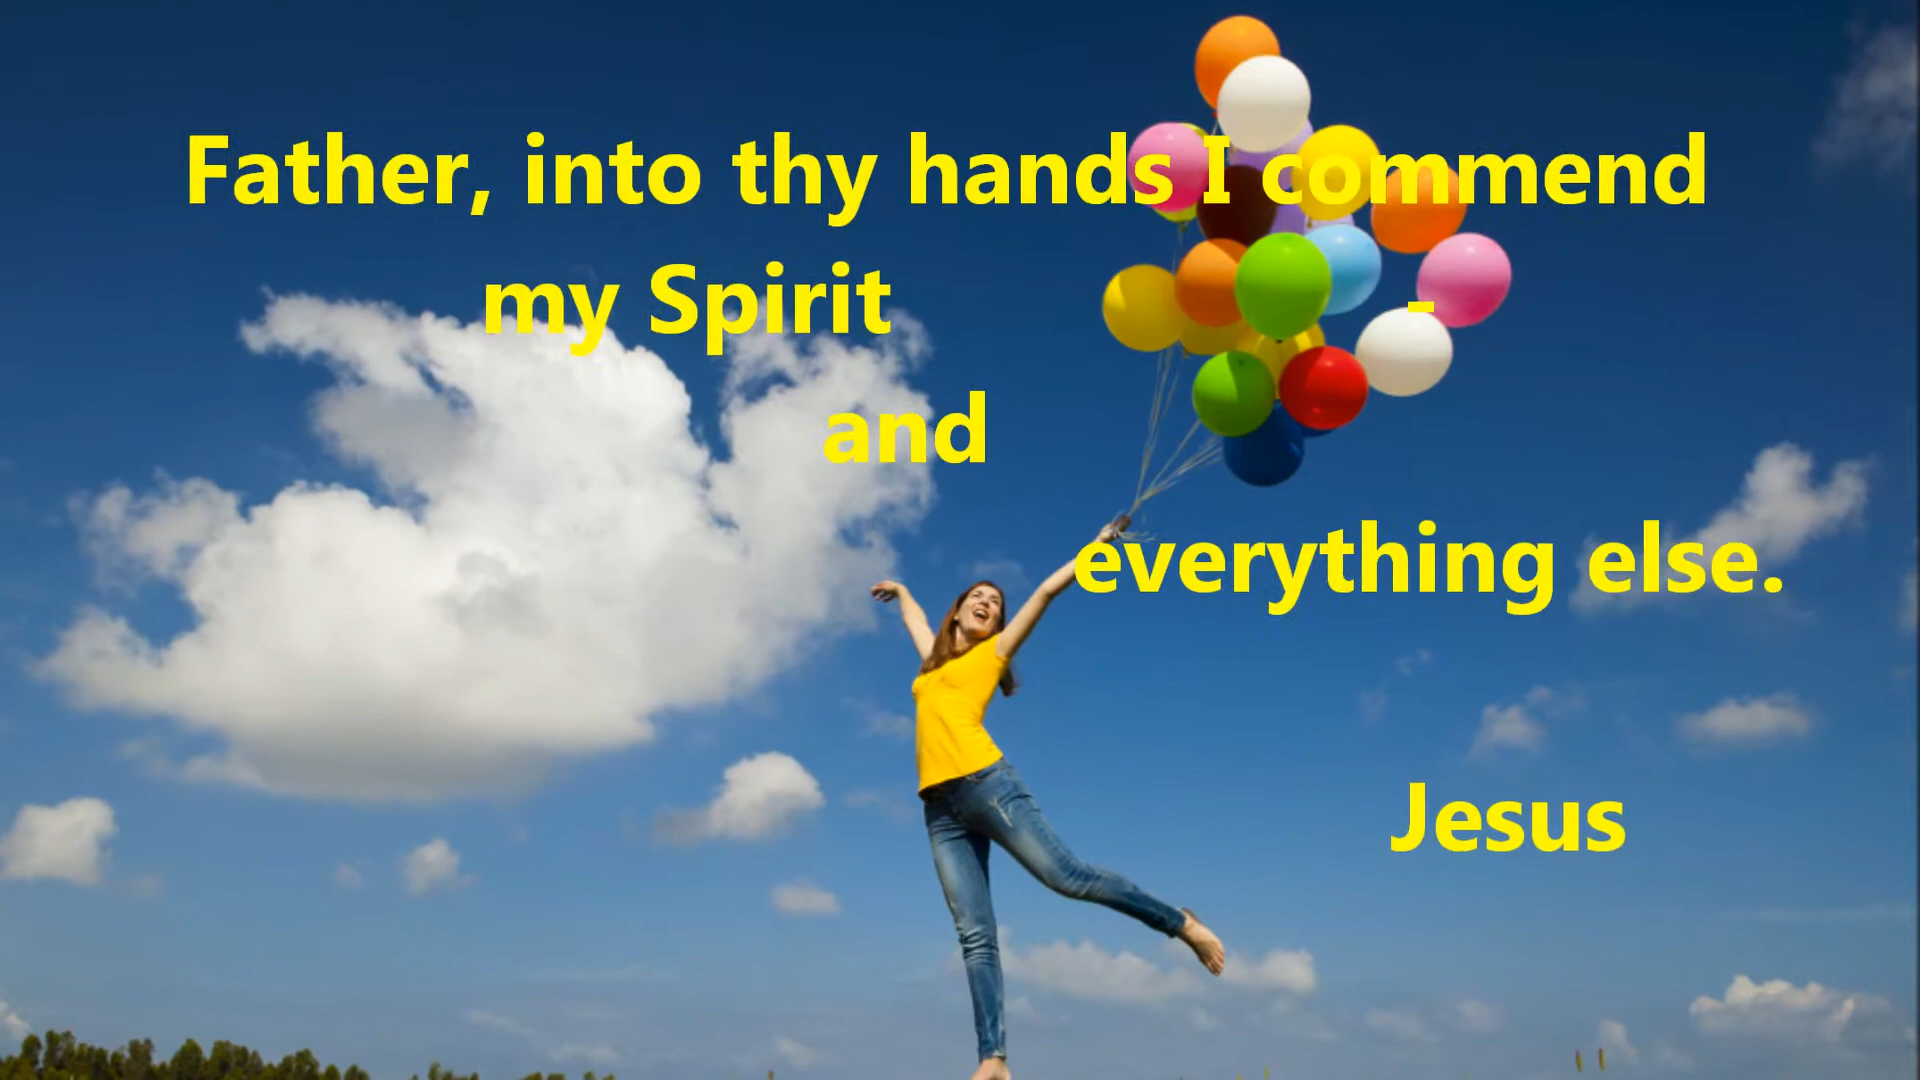 Father, into thy hands I commend
my Spirit -
and
everything else.
Jesus